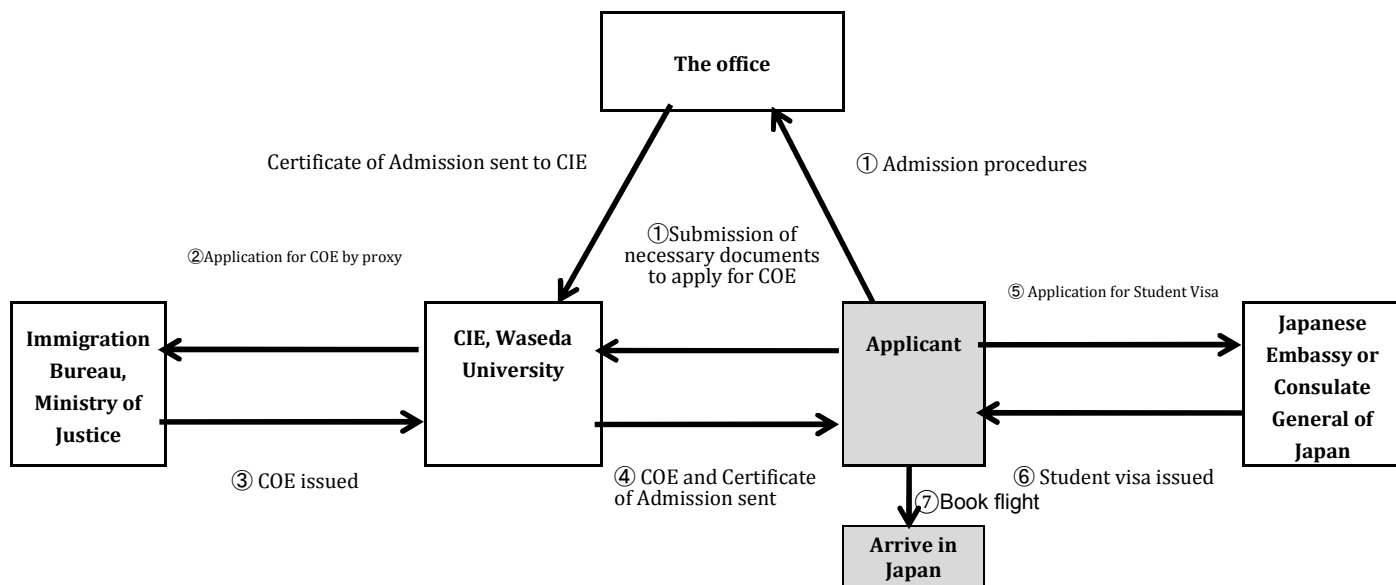 The office
Certificate of Admission sent to CIE
① Admission procedures
①Submission of
necessary documents
to apply for COE
②Application for COE by proxy
⑤ Application for Student Visa
Immigration
Bureau,
Ministry of
Justice
CIE, Waseda
University
Applicant
Japanese
Embassy or
Consulate
General of
Japan
③ COE issued
④ COE and Certificate
of Admission sent
⑥ Student visa issued
⑦Book flight
Arrive in
Japan